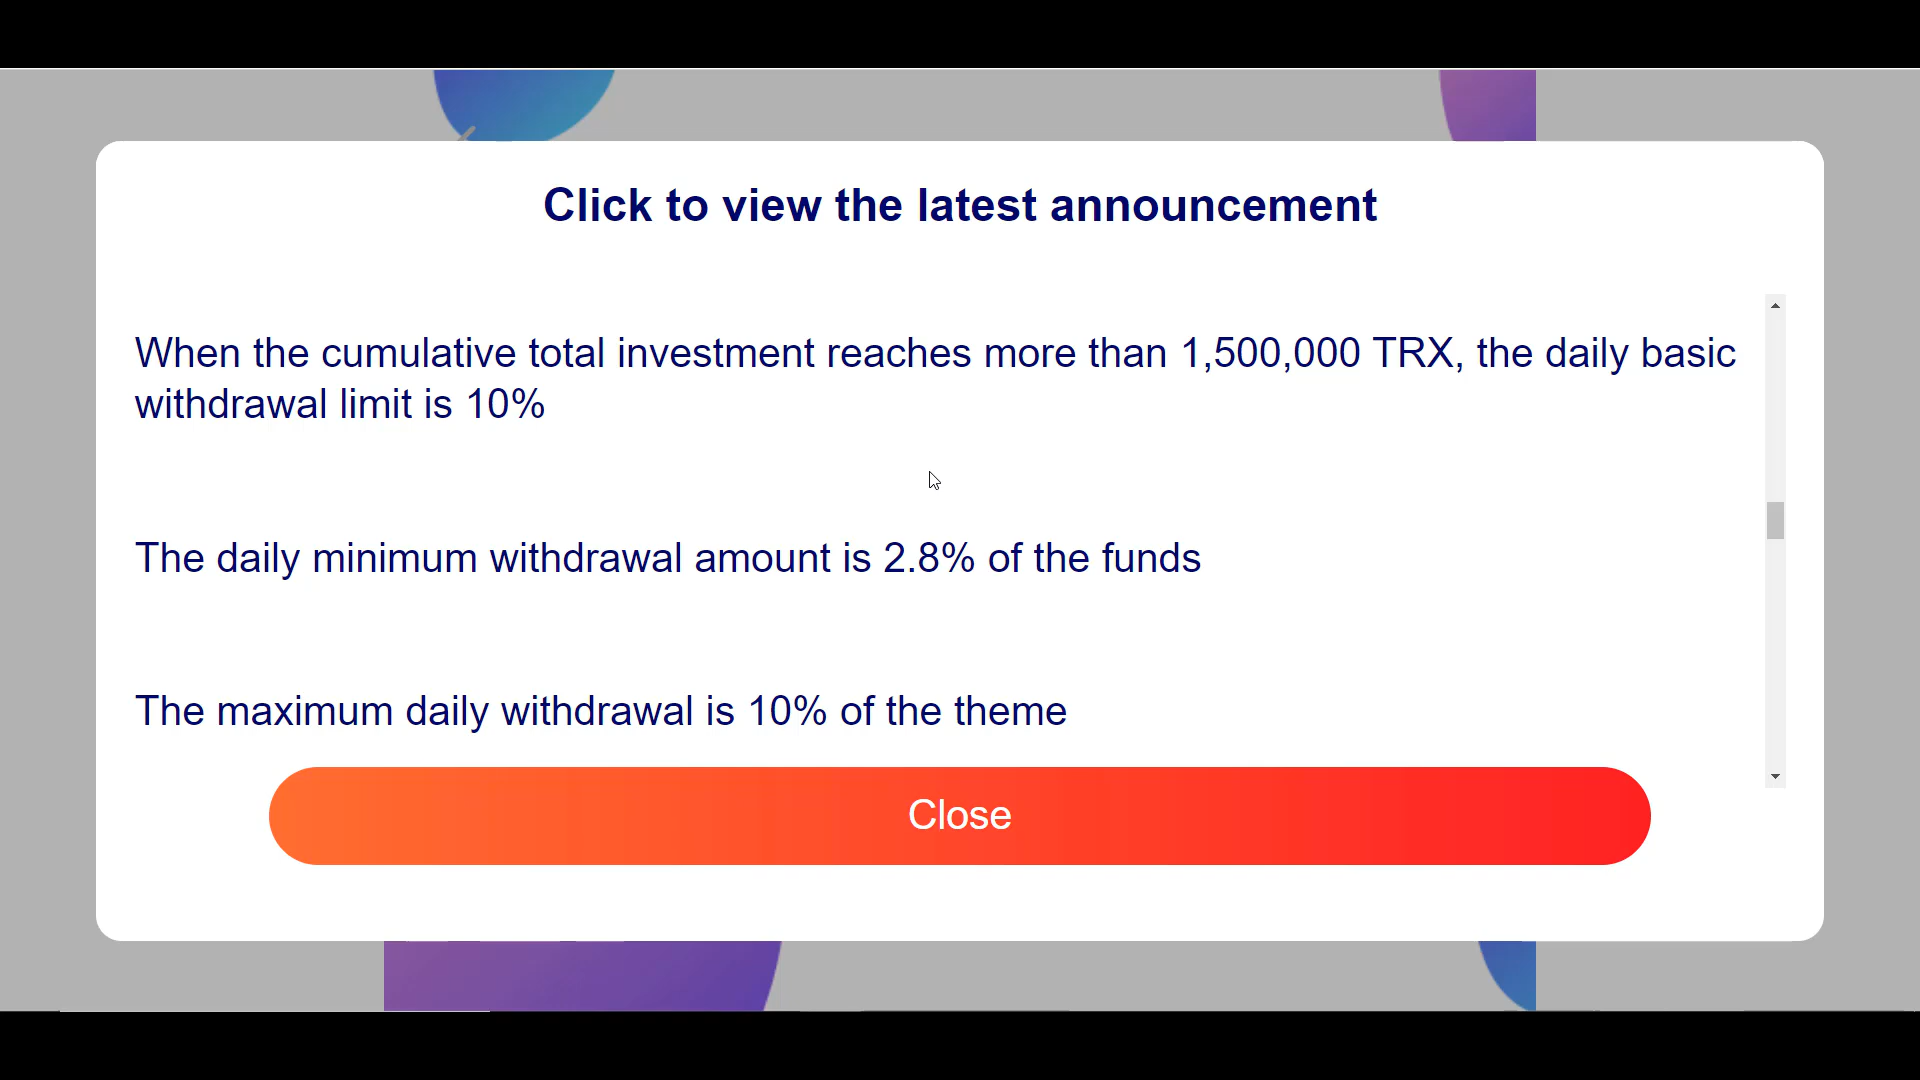 Click to view the latest announcement
When the cumulative total investment reaches more than 1,500,000 TRX, the daily basic
withdrawal limit is 10%
The daily minimum withdrawal amount is 2.8% of the funds
The maximum daily withdrawal is 10% of the theme
Close